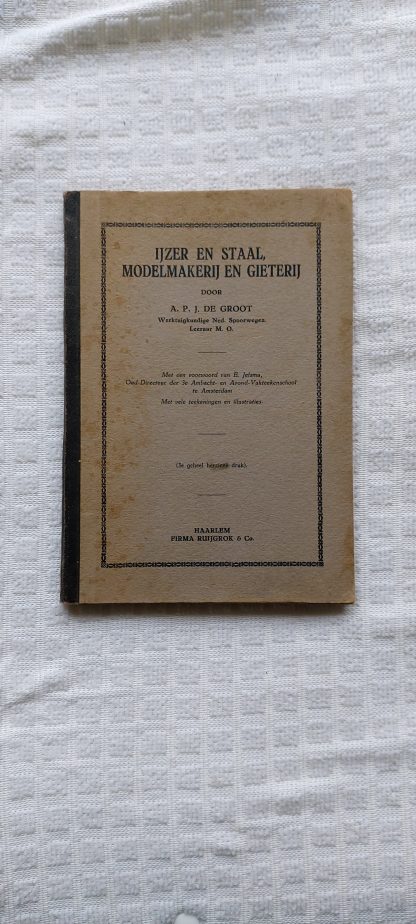 IJZER EN STAAL,
MODELMAKERIJ EN GIETERIJ
DOOR
A. P. J. DE GROOT
Werktuigkundige Ned. Spoorwegen.
Leeraar M. O.
Met een voorwoord van E. Jelsma,
Oud-Directeur der 3e Ambacht- en Avond-Vakteekenschool
te Amsterdam
Met vele teekeningen en illustraties
(3e geheel herziene druk).
HAARLEM
FIRMA RUIJGROK & Co.